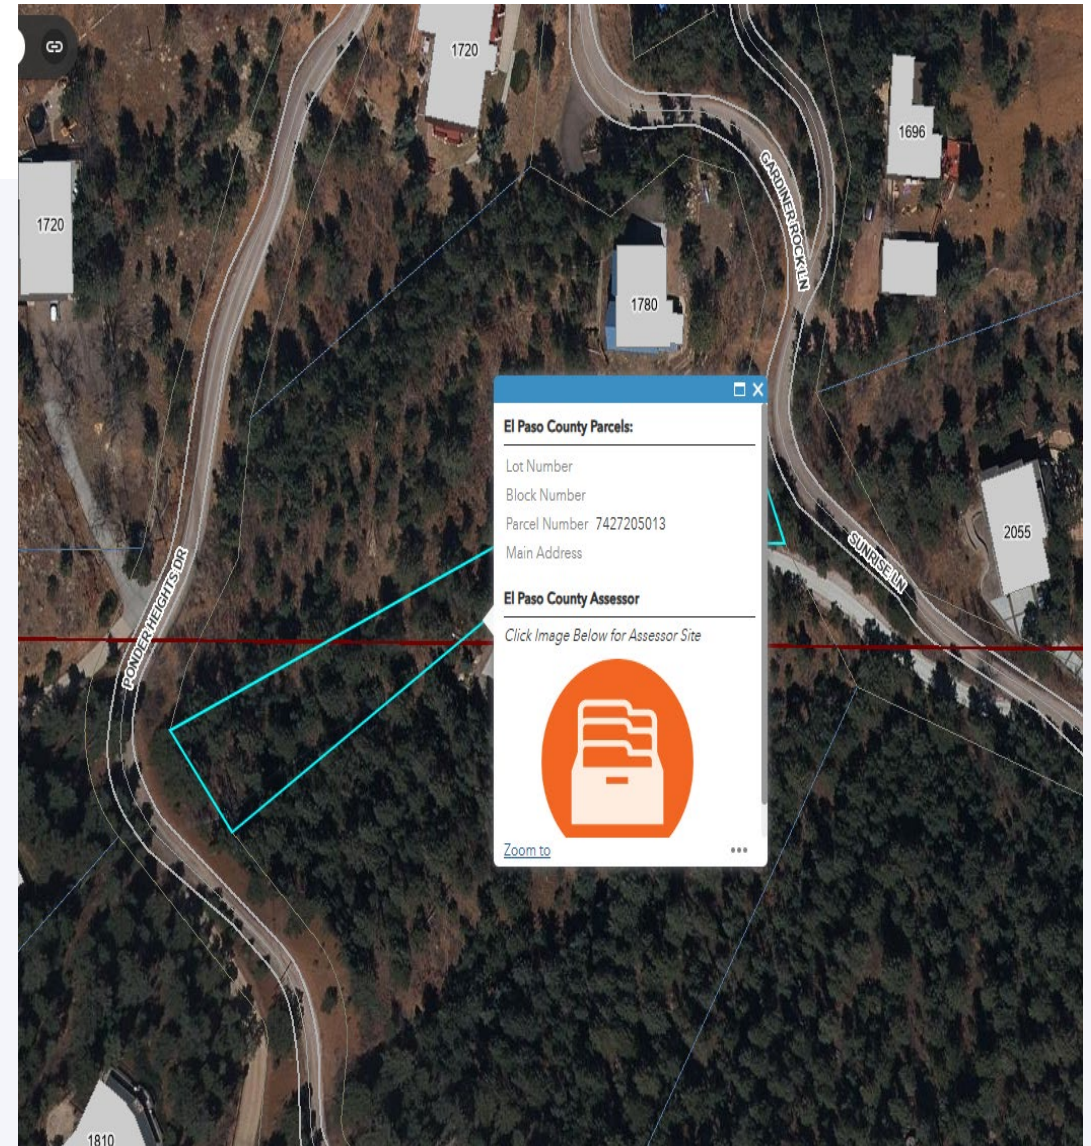 1720
1696
1720
GARDINER ROCK LN
1780
El Paso County Parcels:
Lot Number
Block Number
Parcel Number 7427205013
Main Address
El Paso County Assessor
Click Image Below for Assessor Site
Zoom to
2055
SUNRISE LN
PONDER HEIGHTS DR
1810